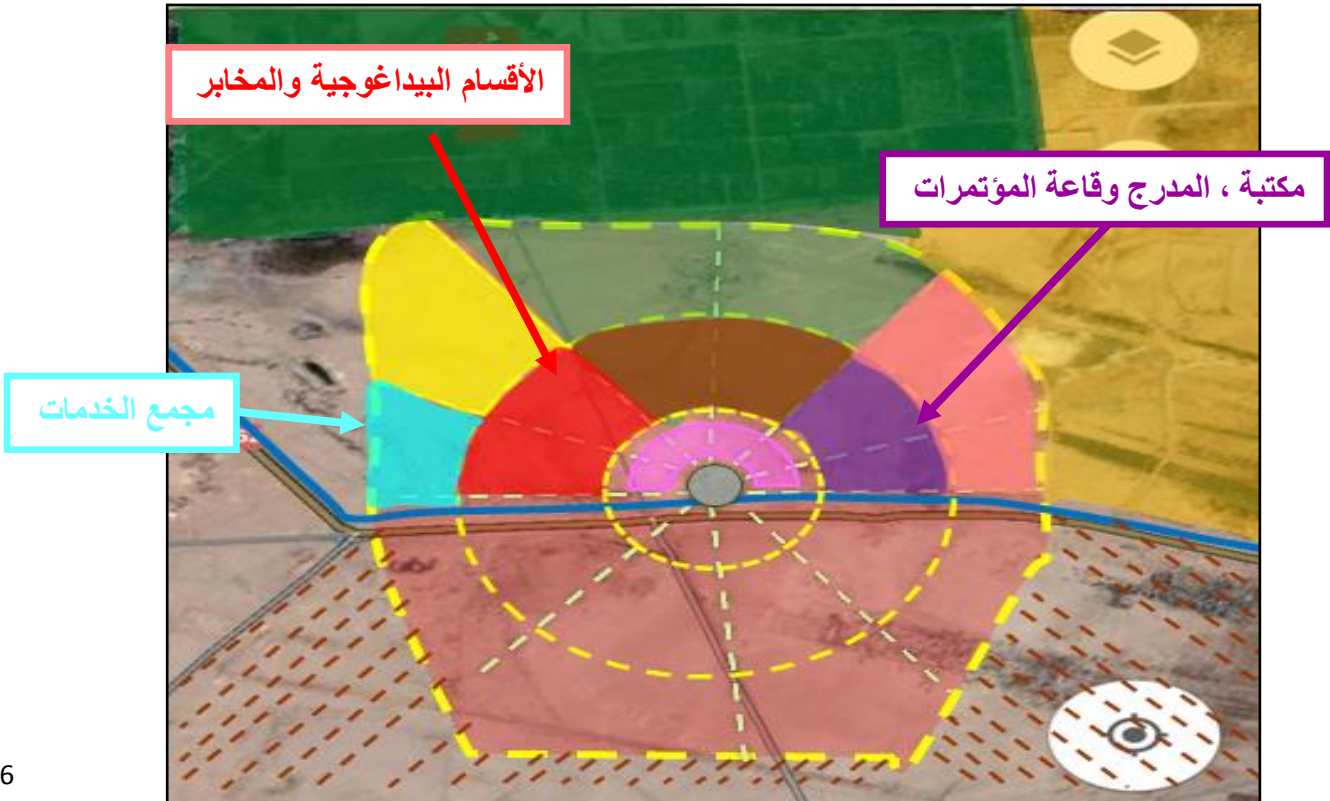 الأقسام البيداغوجية والمخابر
مكتبة ، المدرج وقاعة المؤتمرات
مجمع الخدمات
6